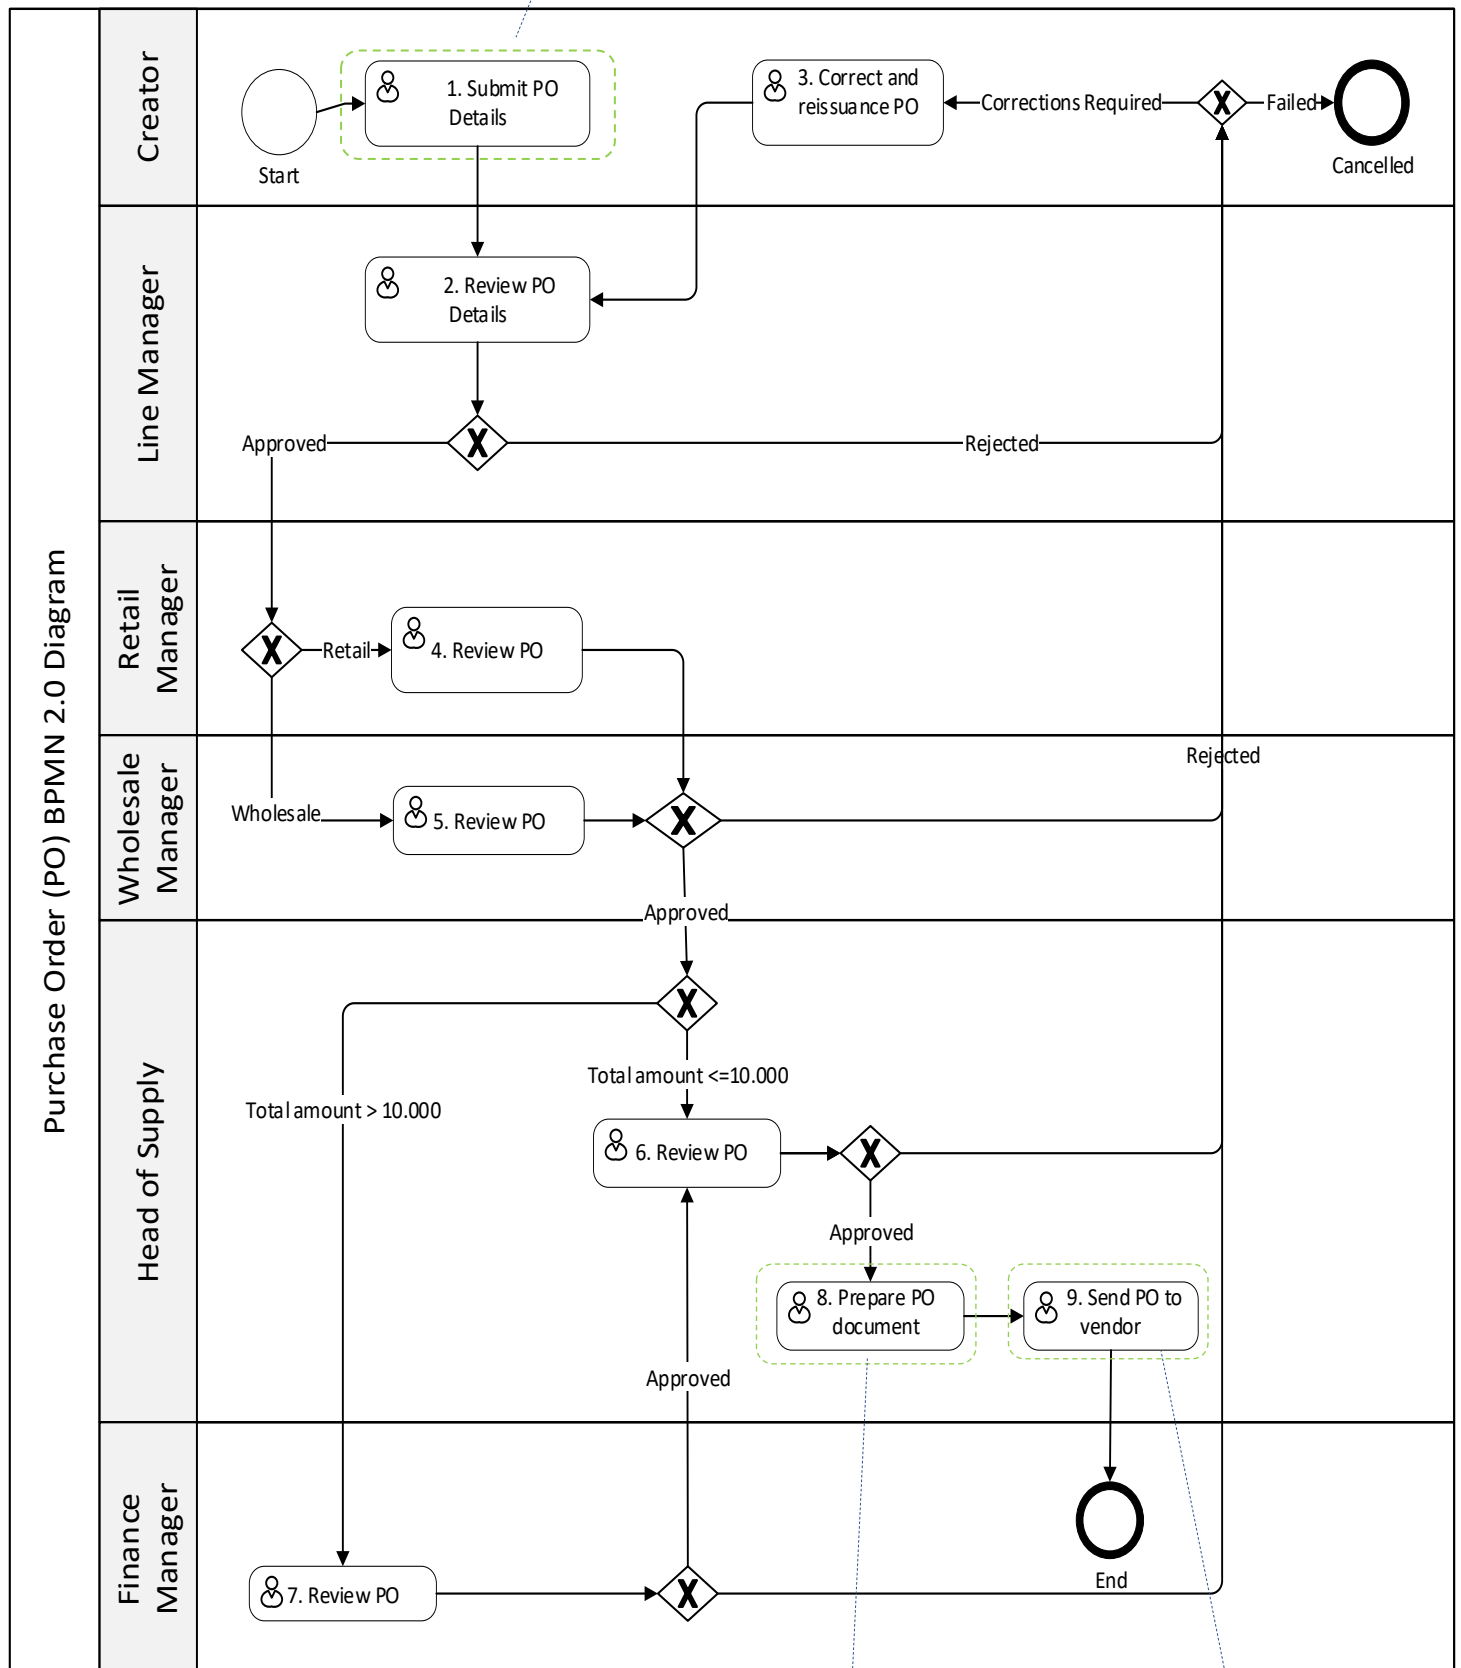 Purchase Order (PO) BPMN 2.0 Diagram
Creator
Start
1. Submit PO
Details
3. Correct and
reissuance PO
Corrections Required
X
Failed
Cancelled
Line Manager
2. Review PO
Details
Approved
X
Rejected
Retail
Manager
X
Retail
4. Review PO
Wholesale
Manager
Rejected
Wholesale
5. Review PO
X
Approved
Head of Supply
X
Total amount <=10.000
Total amount > 10.000
6. Review PO
X
Approved
8. Prepare PO
document
9. Send PO to
vendor
Approved
Finance
Manager
End
7. Review PO
X